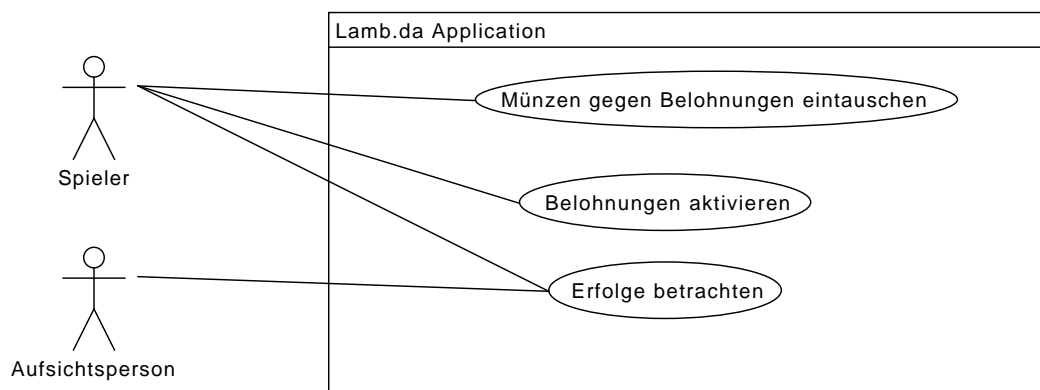 Lamb.da Application
Münzen gegen Belohnungen eintauschen
Spieler
Belohnungen aktivieren
Erfolge betrachten
Aufsichtsperson